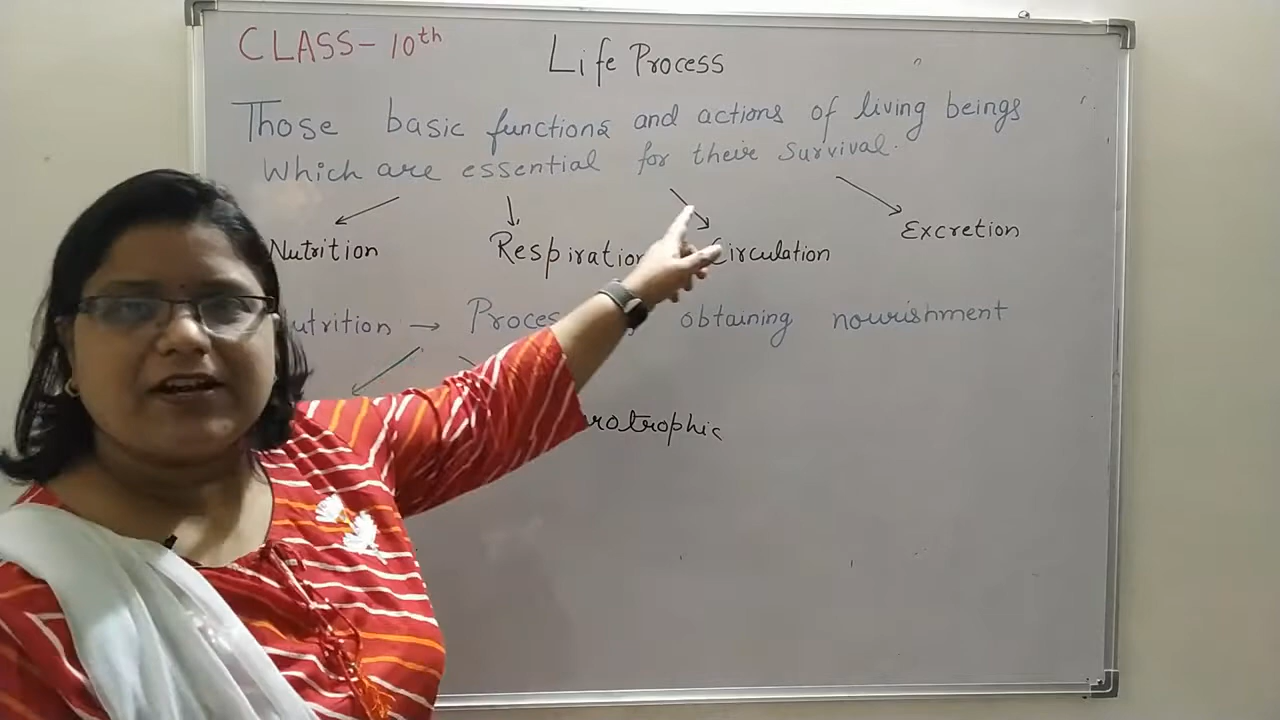 CLASS- 10th
Life Process
Those basic functions and actions of living beings
Which are essential for their Survival.
Nutrition Respiration Circulation Excretion
utrition → Proces obtaining nourishment
rotrophic